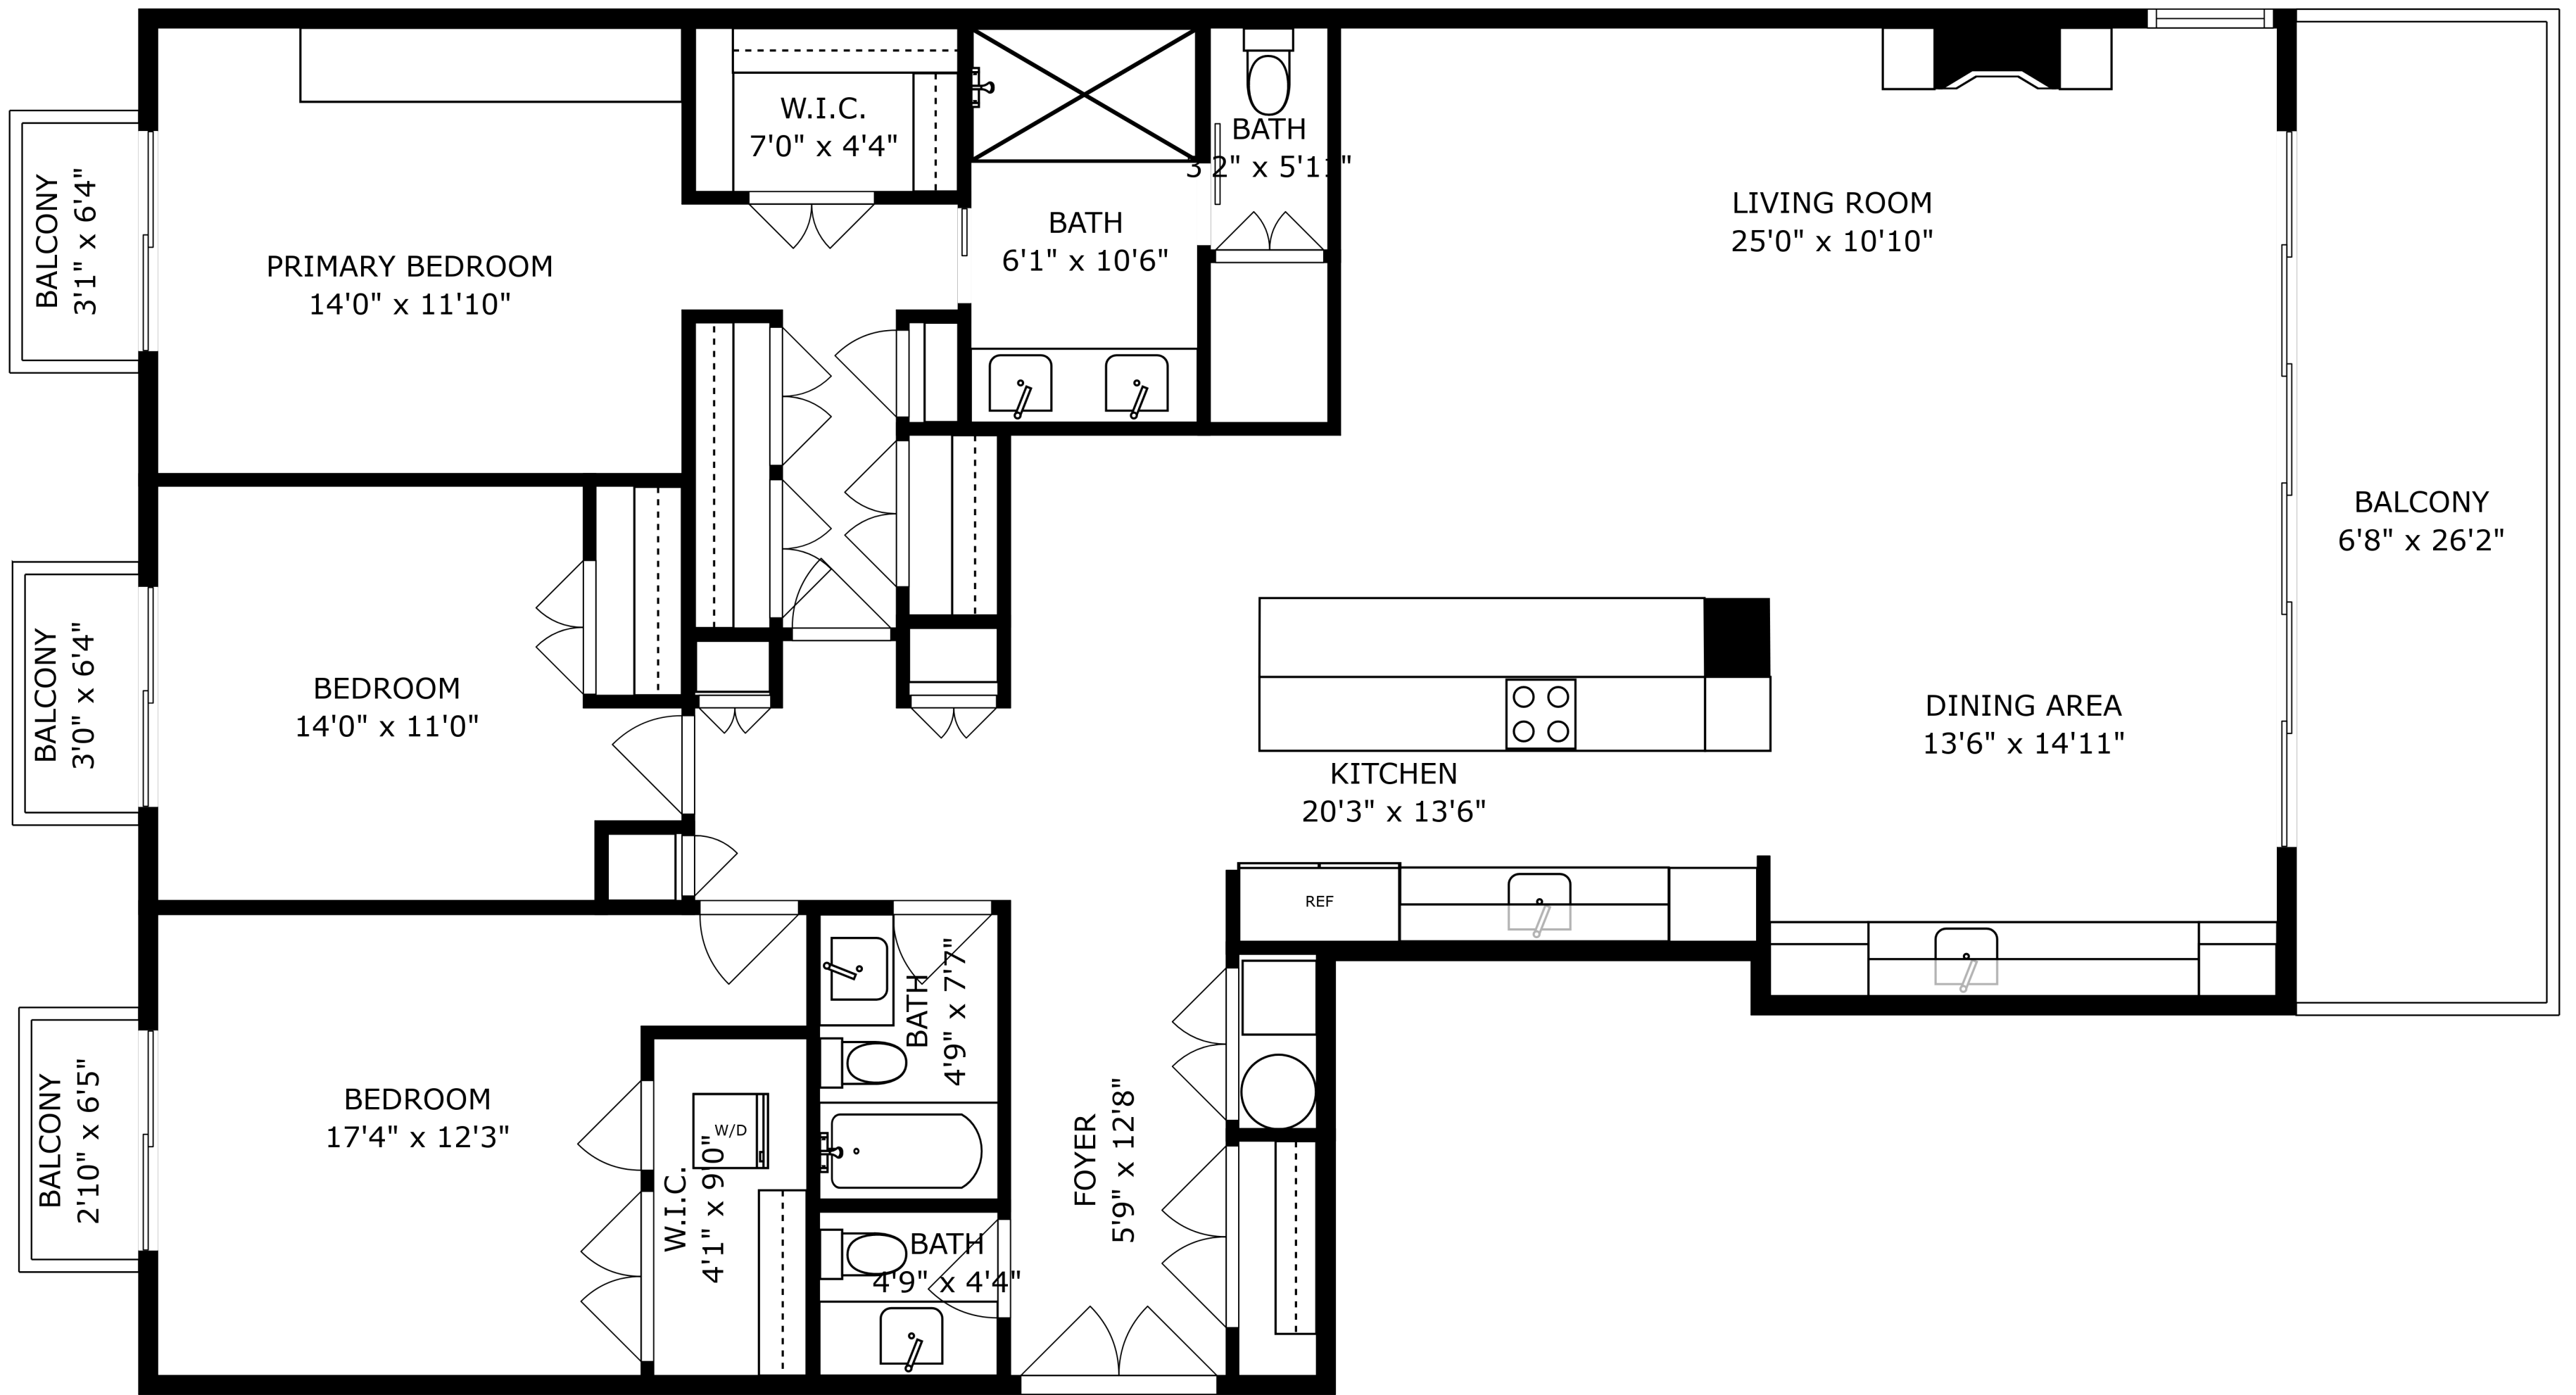 W.I.C.
7'0" x 4'4"
BATH
3'2" x 5'11"
BALCONY
3'1" x 6'4"
PRIMARY BEDROOM
14'0" x 11'10"
BATH
6'1" x 10'6"
LIVING ROOM
25'0" x 10'10"
BALCONY
6'8" x 26'2"
BALCONY
3'0" x 6'4"
BEDROOM
14'0" x 11'0"
KITCHEN
20'3" x 13'6"
DINING AREA
13'6" x 14'11"
REF
BATH
4'9" x 7'7"
BALCONY
2'10" x 6'5"
BEDROOM
17'4" x 12'3"
W/D
W.I.C.
4'1" x 9'0"
FOYER
5'9" x 12'8"
BATH
4'9" x 4'4"